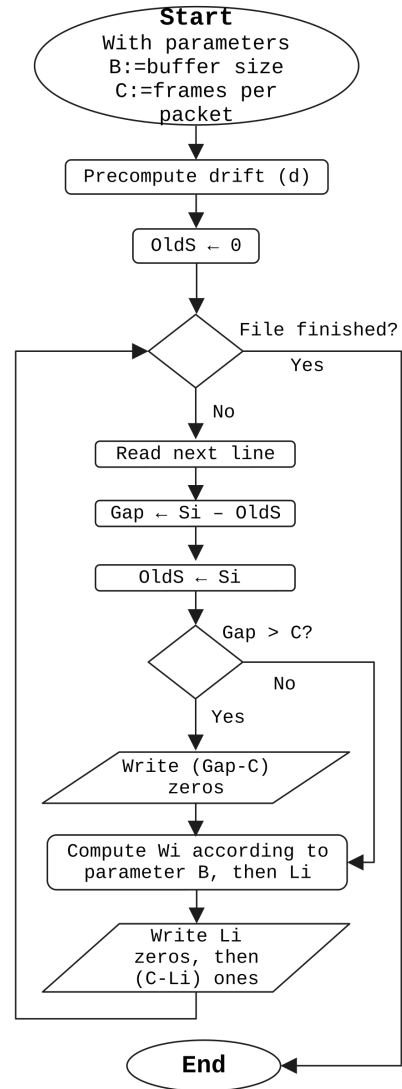 Start
With parameters
B:=buffer size
C:=frames per
packet
Precompute drift (d)
OldS ← 0
File finished?
Yes
No
Read next line
Gap ← Si – OldS
OldS ← Si
Gap > C?
No
Yes
Write (Gap-C)
zeros
Compute Wi according to
parameter B, then Li
Write Li
zeros, then
(C-Li) ones
End